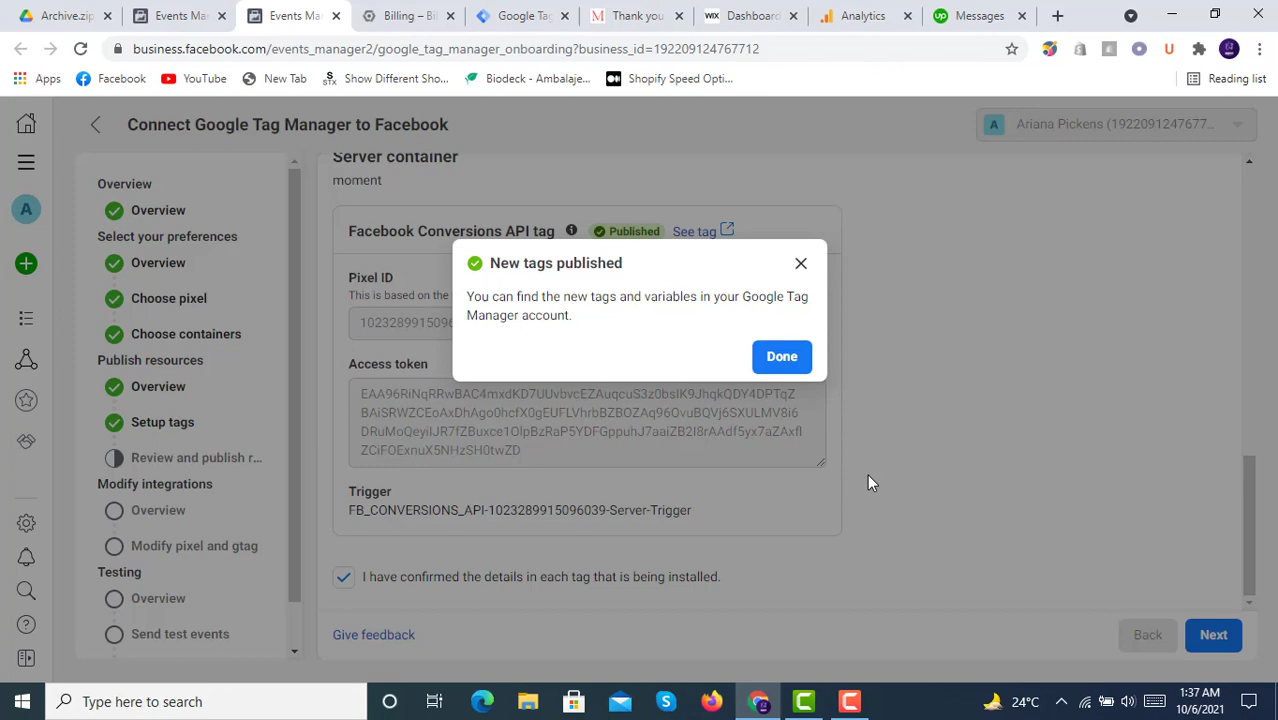 Archive.zip
Events Ma
Events Ma
Billing – Bi
Google Ta
Thank you
Dashboard
Analytics
Messages
business.facebook.com/events_manager2/google_tag_manager_onboarding?business_id=192209124767712
Apps
Facebook
YouTube
New Tab
Show Different Sho...
Biodeck - Ambalaje...
Shopify Speed Opti...
Reading list
Connect Google Tag Manager to Facebook
A
Ariana Pickens (1922091247677...
A
Overview
Overview
Select your preferences
Overview
Choose pixel
Choose containers
Publish resources
Overview
Setup tags
Review and publish r...
Modify integrations
Overview
Modify pixel and gtag
Testing
Overview
Send test events
Server container
moment
Facebook Conversions API tag
Published
See tag
Pixel ID
This is based on the
New tags published
You can find the new tags and variables in your Google Tag
Manager account.
Done
Access token
Trigger
FB_CONVERSIONS_API-1023289915096039-Server-Trigger
I have confirmed the details in each tag that is being installed.
Give feedback
Back
Next
Type here to search
24°C
1:37 AM
10/6/2021